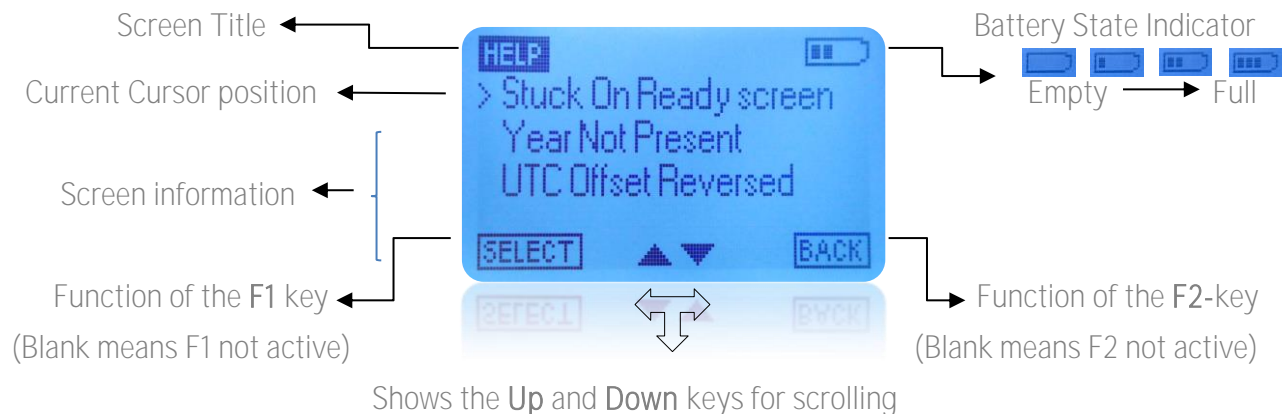 Screen Title
Battery State Indicator
HELP
Current Cursor position
> Stuck On Ready screen
Empty
Full
Year Not Present
Screen information
UTC Offset Reversed
SELECT
BACK
Function of the F1 key
(Blank means F1 not active)
Function of the F2-key
(Blank means F2 not active)
Shows the Up and Down keys for scrolling